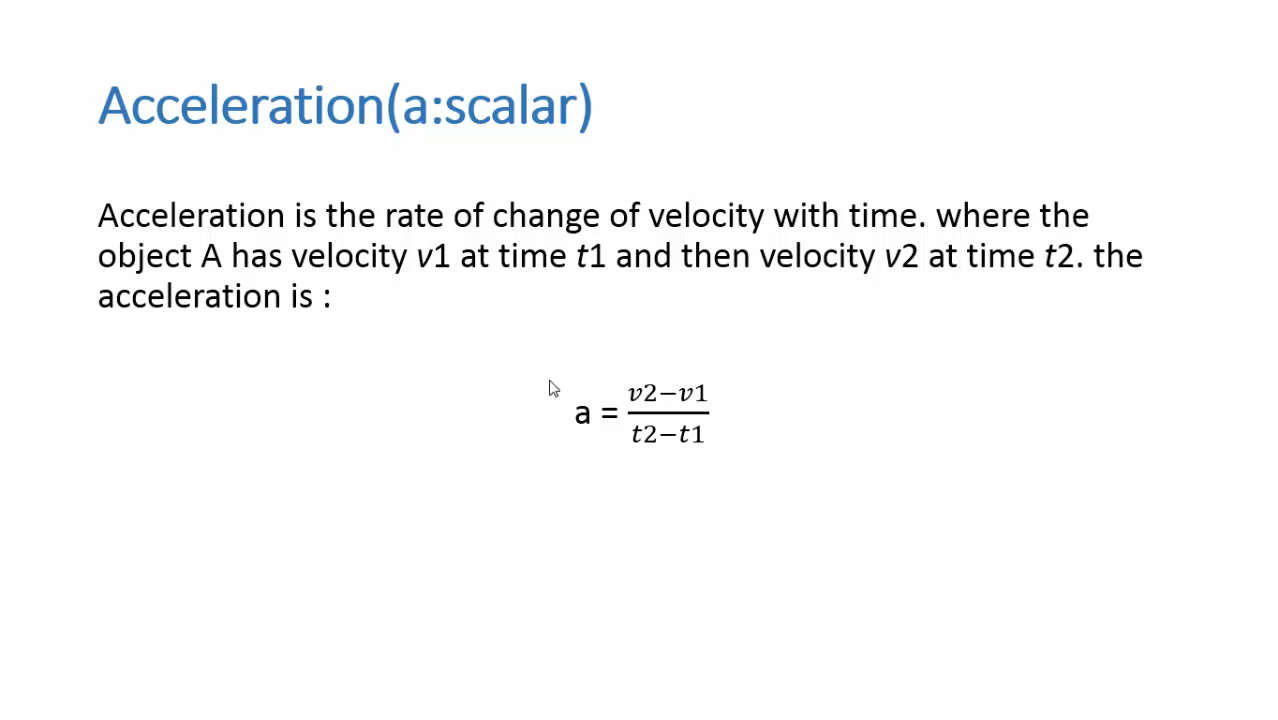 Acceleration(a:scalar)
Acceleration is the rate of change of velocity with time. where the
object A has velocity v1 at time t1 and then velocity v2 at time t2. the
acceleration is :
a = \frac{v2−v1}{t2−t1}